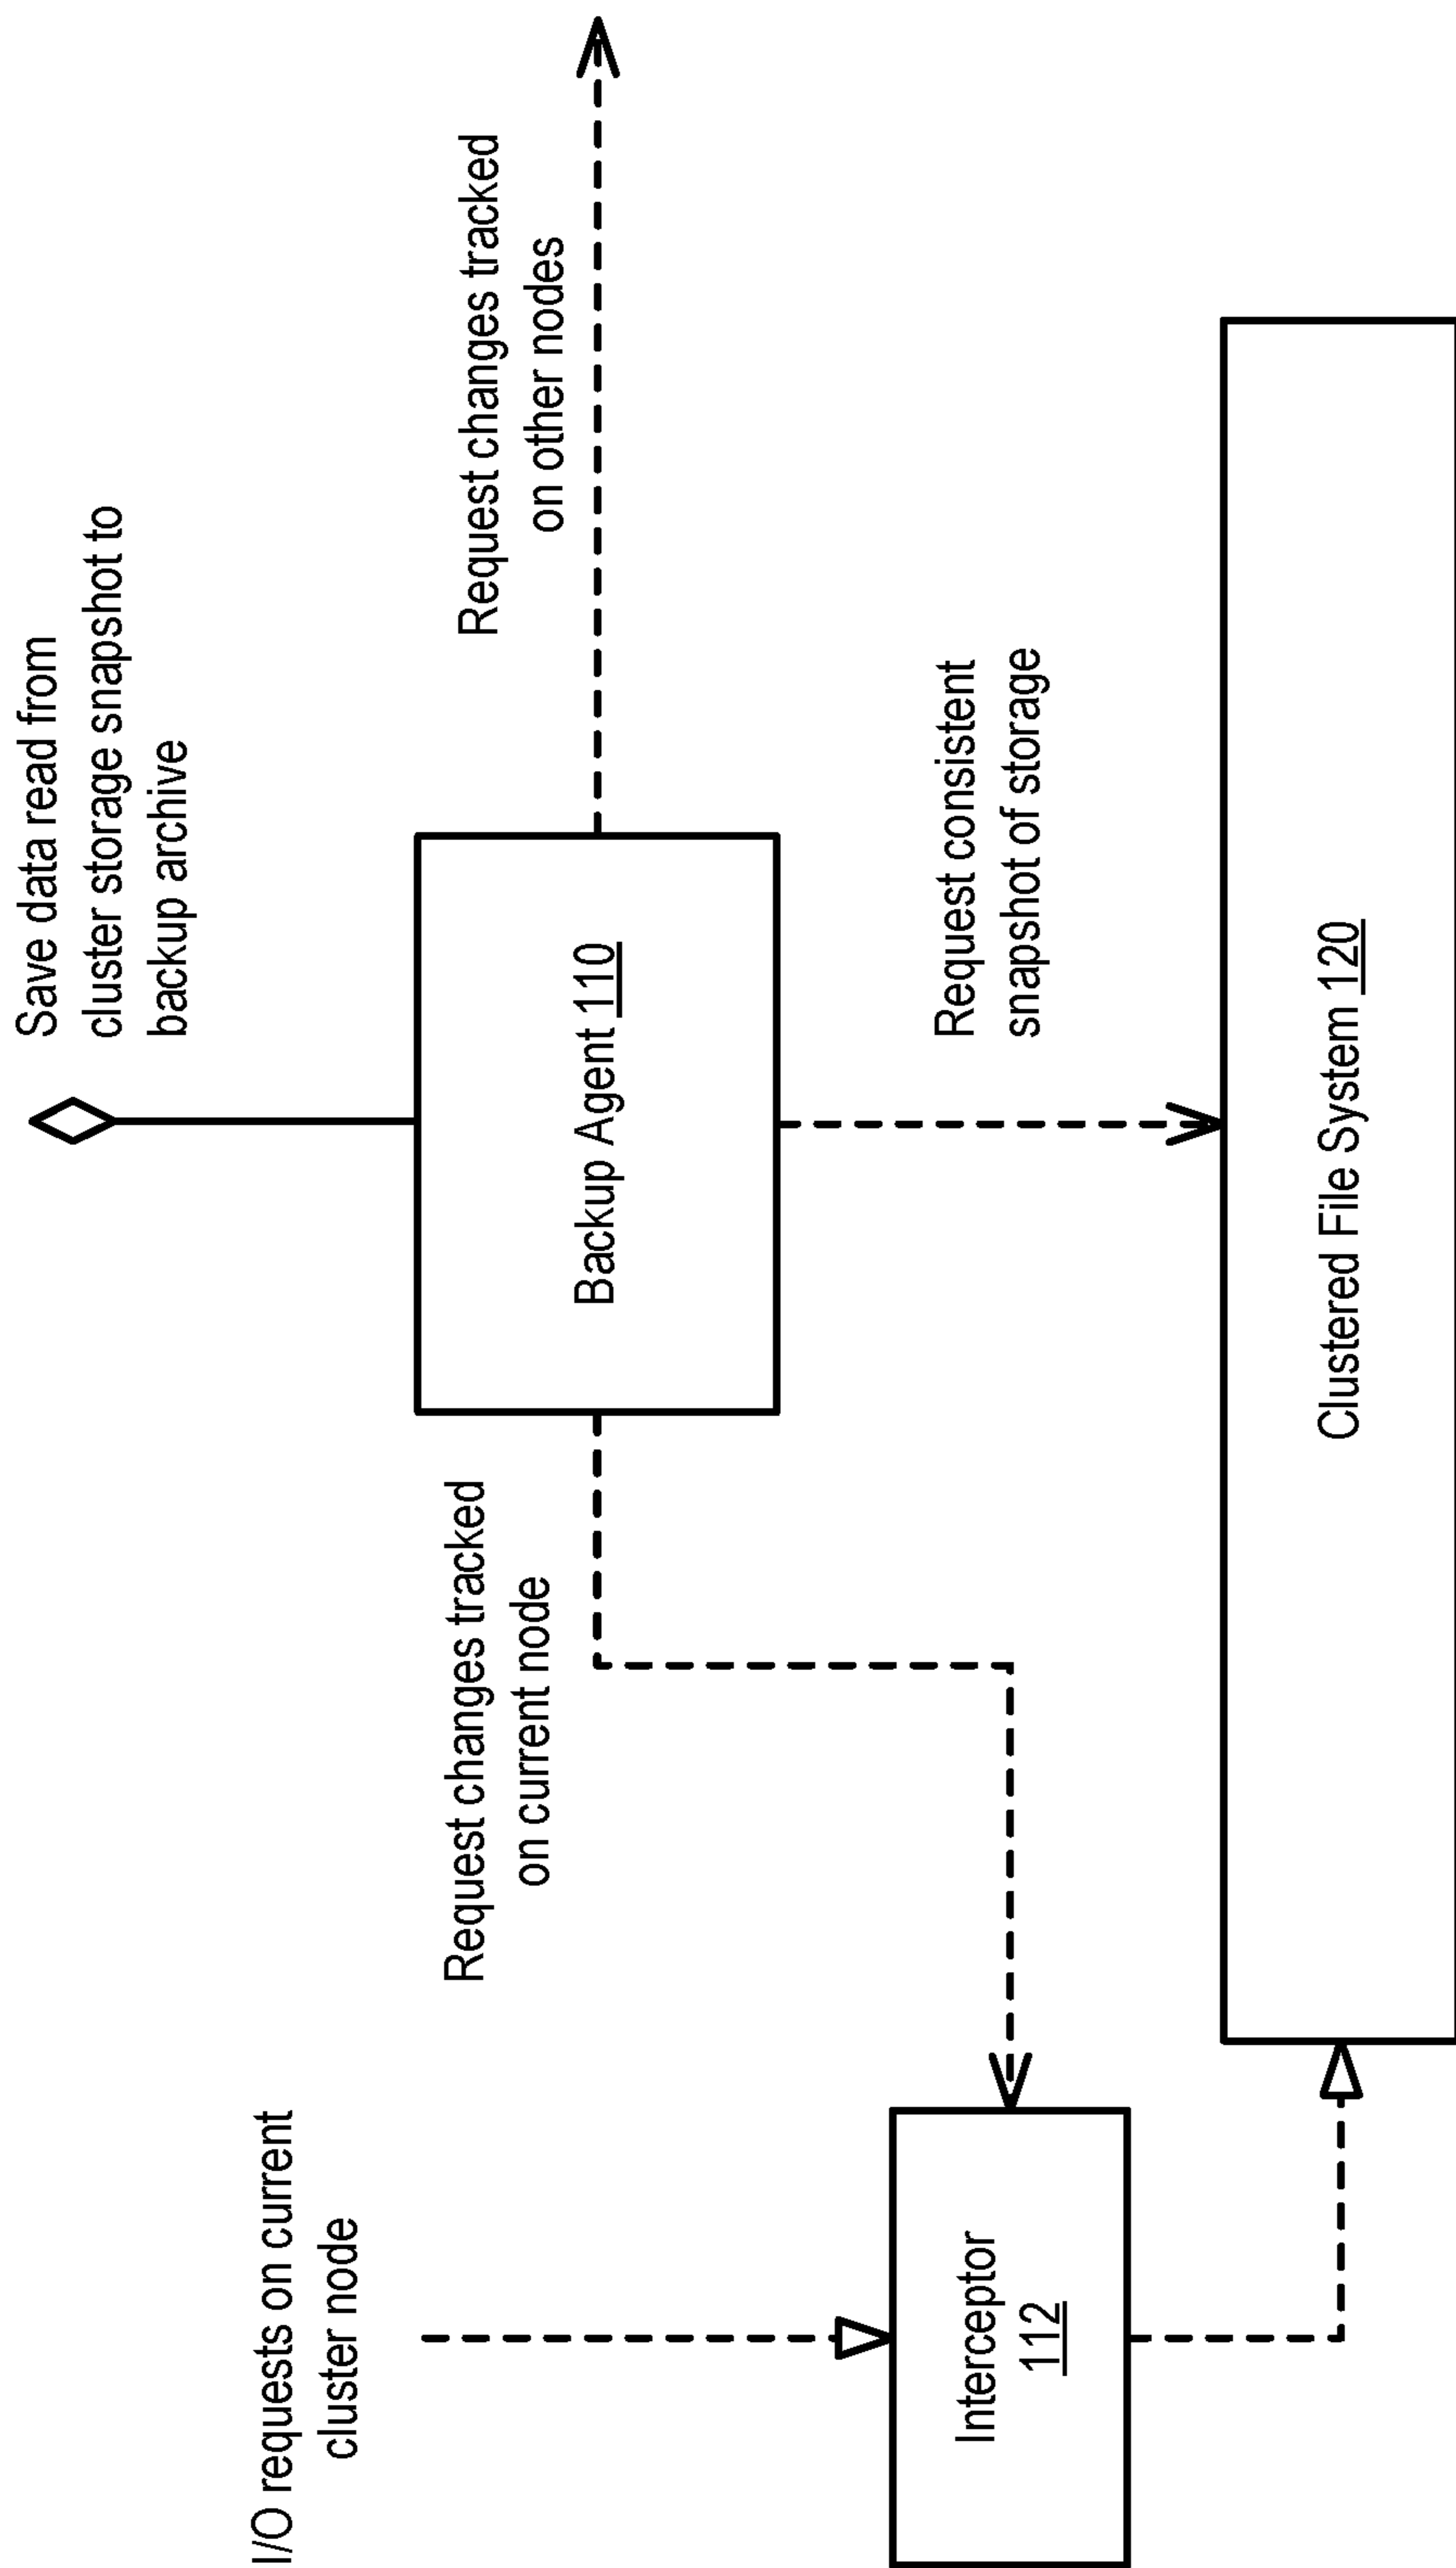 Save data read from
cluster storage snapshot to
backup archive
I/O requests on current
cluster node
Request changes tracked
on current node
Request changes tracked
on other nodes
Backup Agent 110
Request consistent
snapshot of storage
Interceptor
112
Clustered File System 120